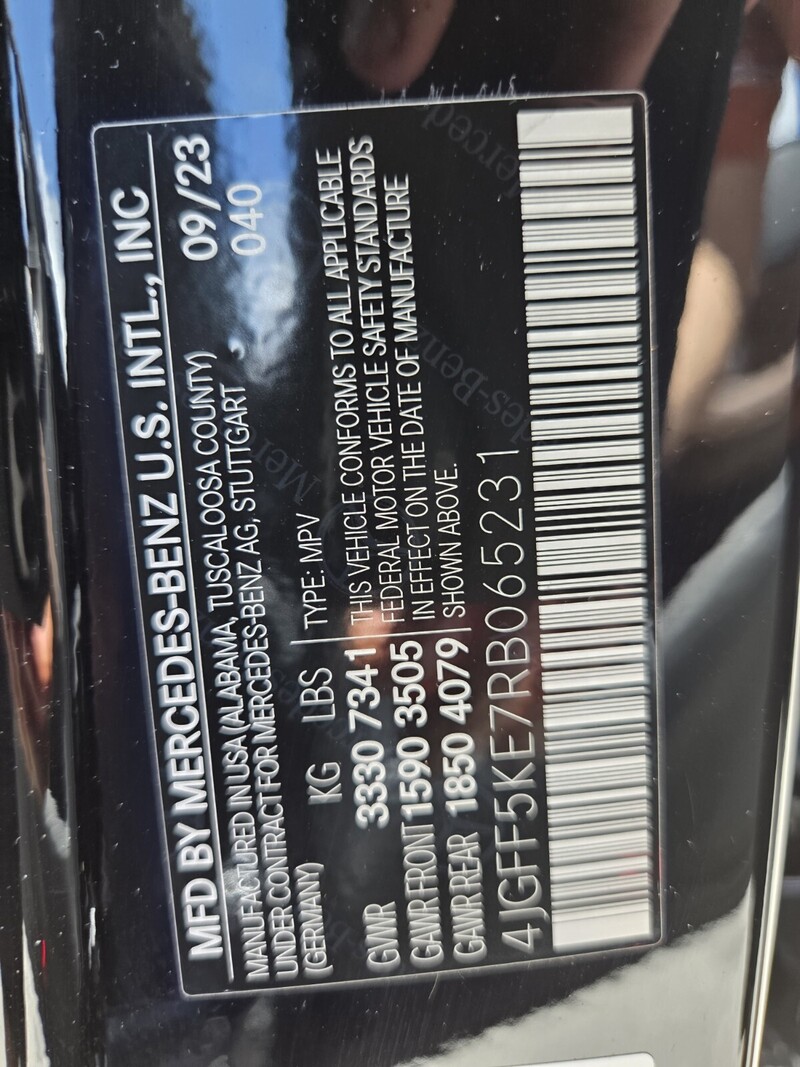 MFD BY MERCEDES-BENZ U.S. INTL., INC
MANUFACTURED IN USA (ALABAMA, TUSCALOOSA COUNTY) 09/23
UNDER CONTRACT FOR MERCEDES-BENZ AG, STUTTGART 040
(GERMANY) KG LBS TYPE: MPV
GWR 3330 7341 THIS VEHICLE CONFORMS TO ALL APPLICABLE
FEDERAL MOTOR VEHICLE SAFETY STANDARDS
GAWR FRONT 1590 3505 IN EFFECT ON THE DATE OF MANUFACTURE
GAWR REAR 1850 4079 SHOWN ABOVE.
4JGFF5KE7RB065231